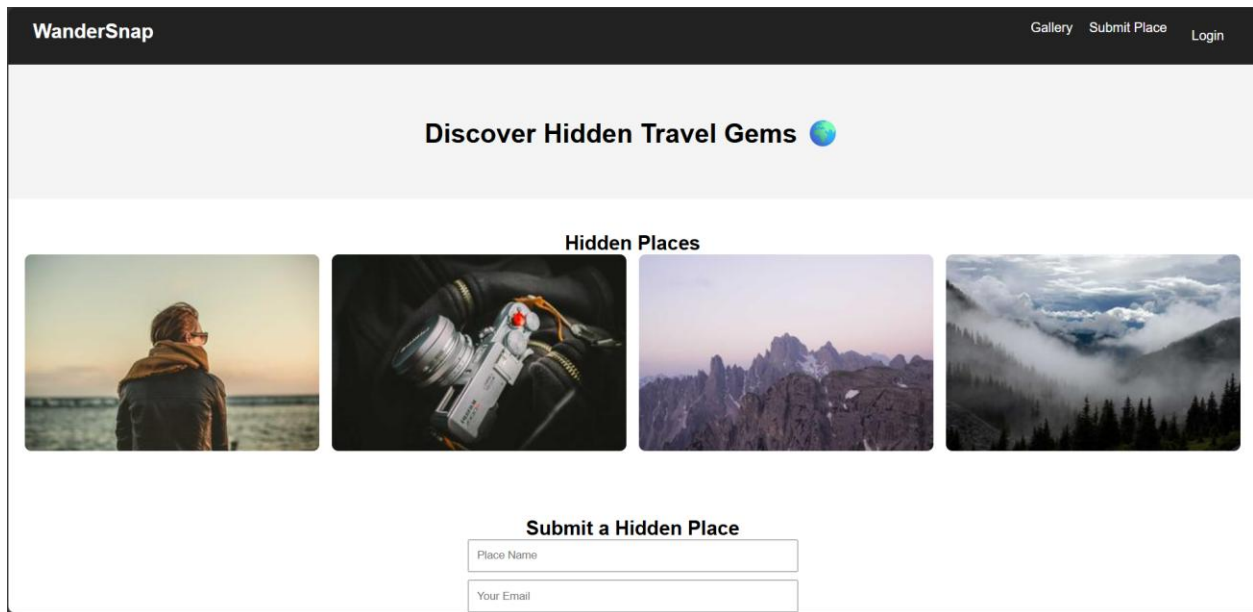 WanderSnap
Gallery Submit Place Login
Discover Hidden Travel Gems 🌍
Hidden Places
Submit a Hidden Place
Place Name
Your Email